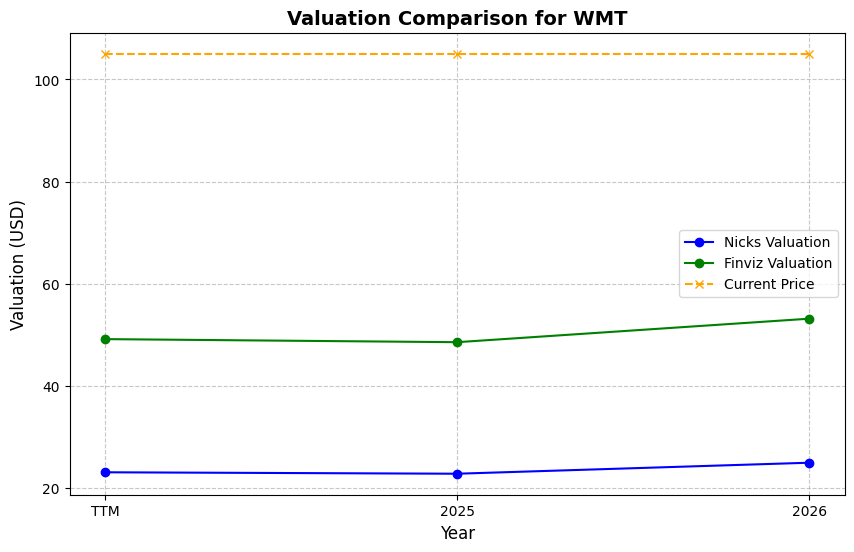 Valuation Comparison for WMT
Valuation (USD)
100
80
60
40
20
Nicks Valuation
Finviz Valuation
Current Price
TTM
2025
2026
Year